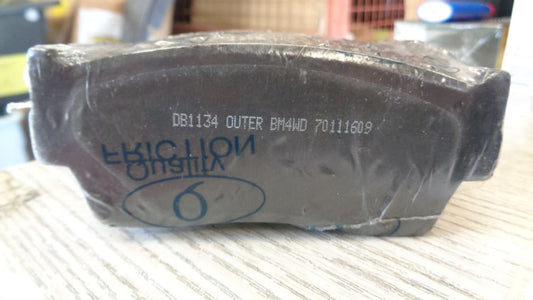 DB1134 OUTER BM4WD 70111609
FRICTION
Quality